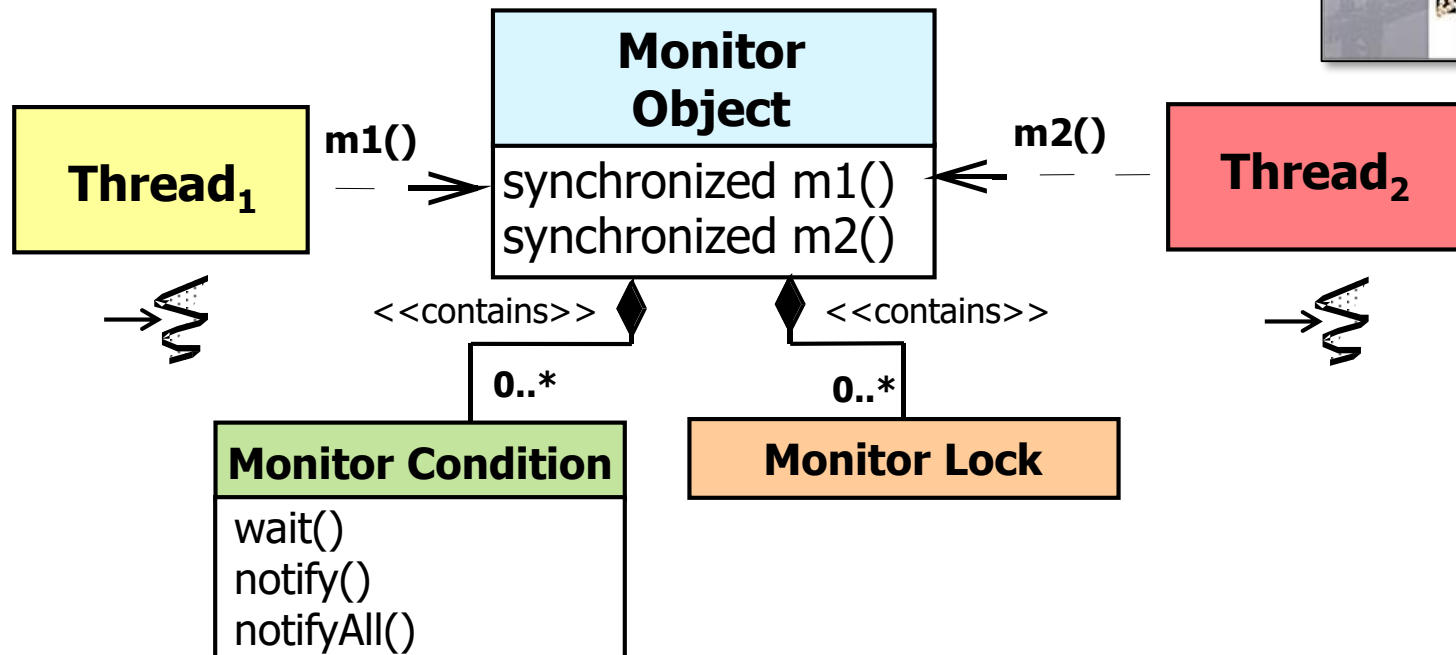 Monitor
Object
Thread₁
m1()
m2()
Thread₂
synchronized m1()
synchronized m2()
<<contains>>
<<contains>>
0..*
0..*
Monitor Condition
Monitor Lock
wait()
notify()
notifyAll()